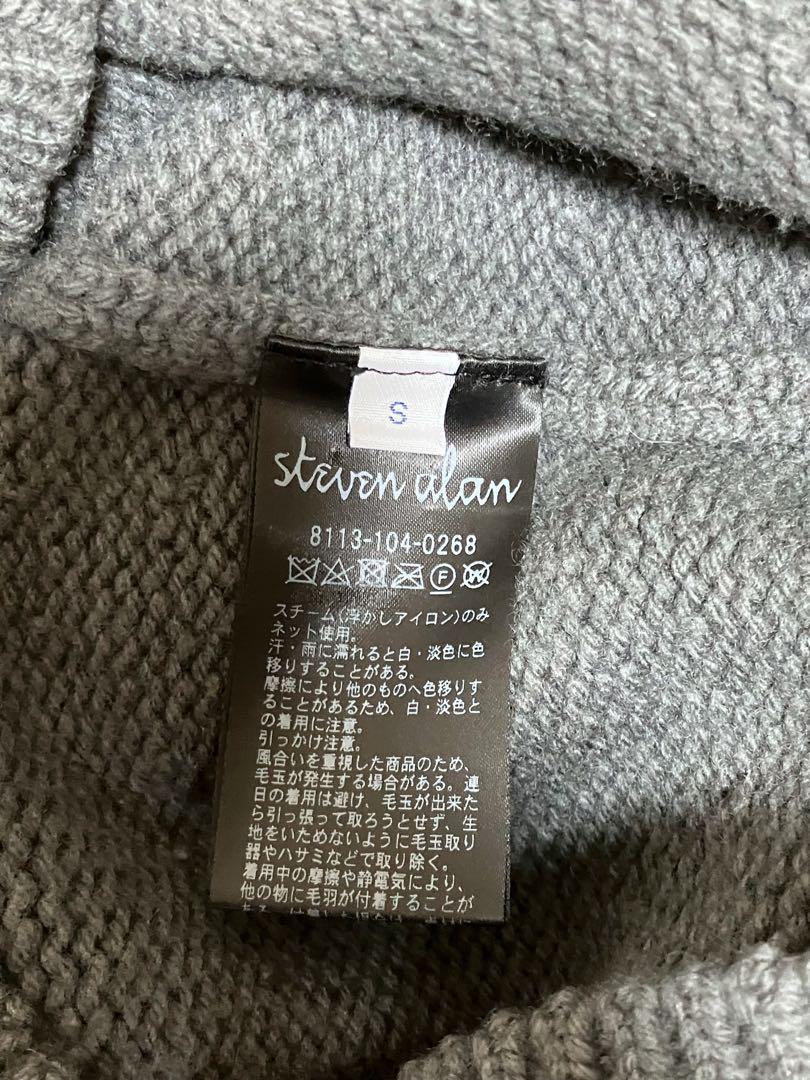 S
steven alan
8113-104-0268
スチーム(浮かしアイロン)のみ
ネット使用。
汗・雨に濡れると白・淡色に色
移りすることがある。
摩擦により他のものへ色移りす
ることがあるため、白・淡色と
の着用に注意。
引っかけ注意。
風合いを重視した商品のため、
毛玉が発生する場合がある。連
日の着用は避け、毛玉が出来た
ら引っ張って取ろうとせず、生
地をいためないように毛玉取り
器やハサミなどで取り除く。
着用中の摩擦や静電気により、
他の物に毛羽が付着することが